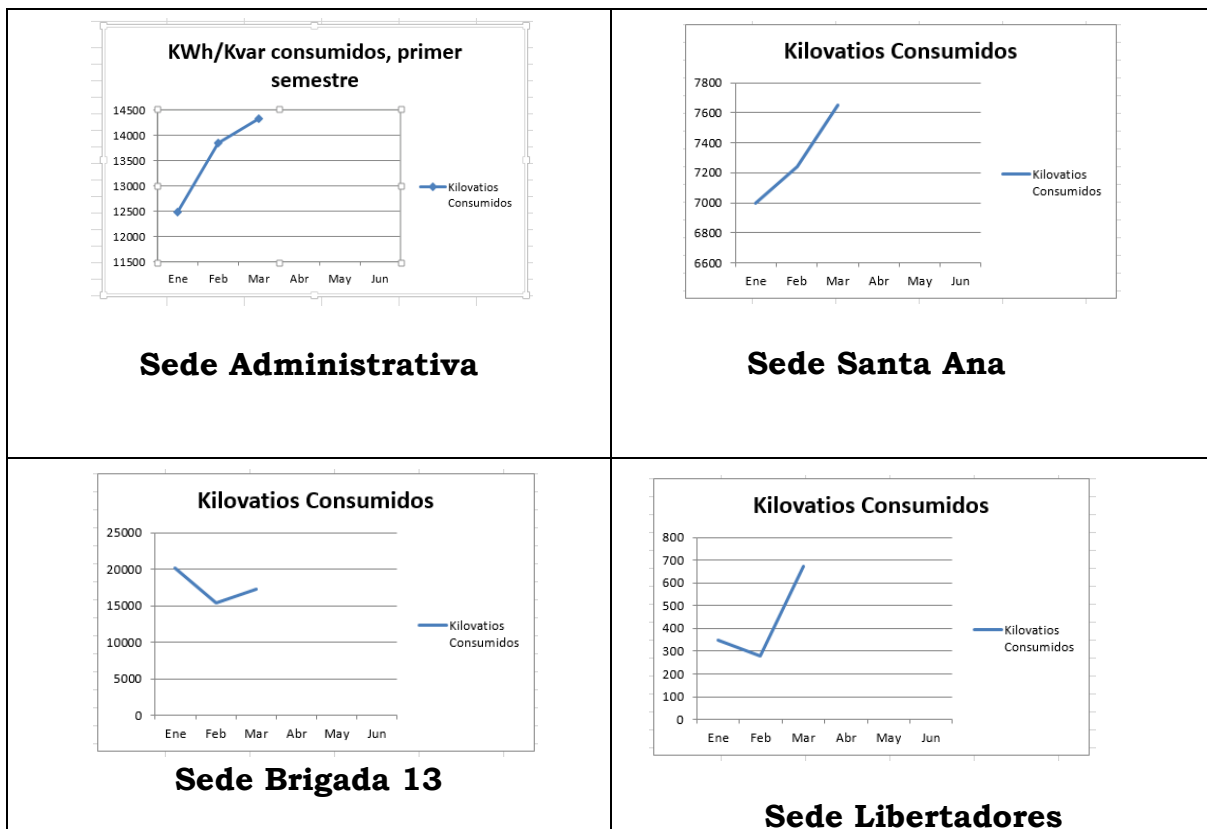 KWh/Kvar consumidos, primer
semestre
14500
14000
13500
13000
12500
12000
11500
Ene Feb Mar Abr May Jun
Kilovatios
Consumidos
Sede Administrativa
Kilovatios Consumidos
7800
7600
7400
7200
7000
6800
6600
Ene Feb Mar Abr May Jun
Kilovatios
Consumidos
Sede Santa Ana
Kilovatios Consumidos
25000
20000
15000
10000
5000
0
Ene Feb Mar Abr May Jun
Kilovatios
Consumidos
Sede Brigada 13
Kilovatios Consumidos
800
700
600
500
400
300
200
100
0
Ene Feb Mar Abr May Jun
Kilovatios
Consumidos
Sede Libertadores